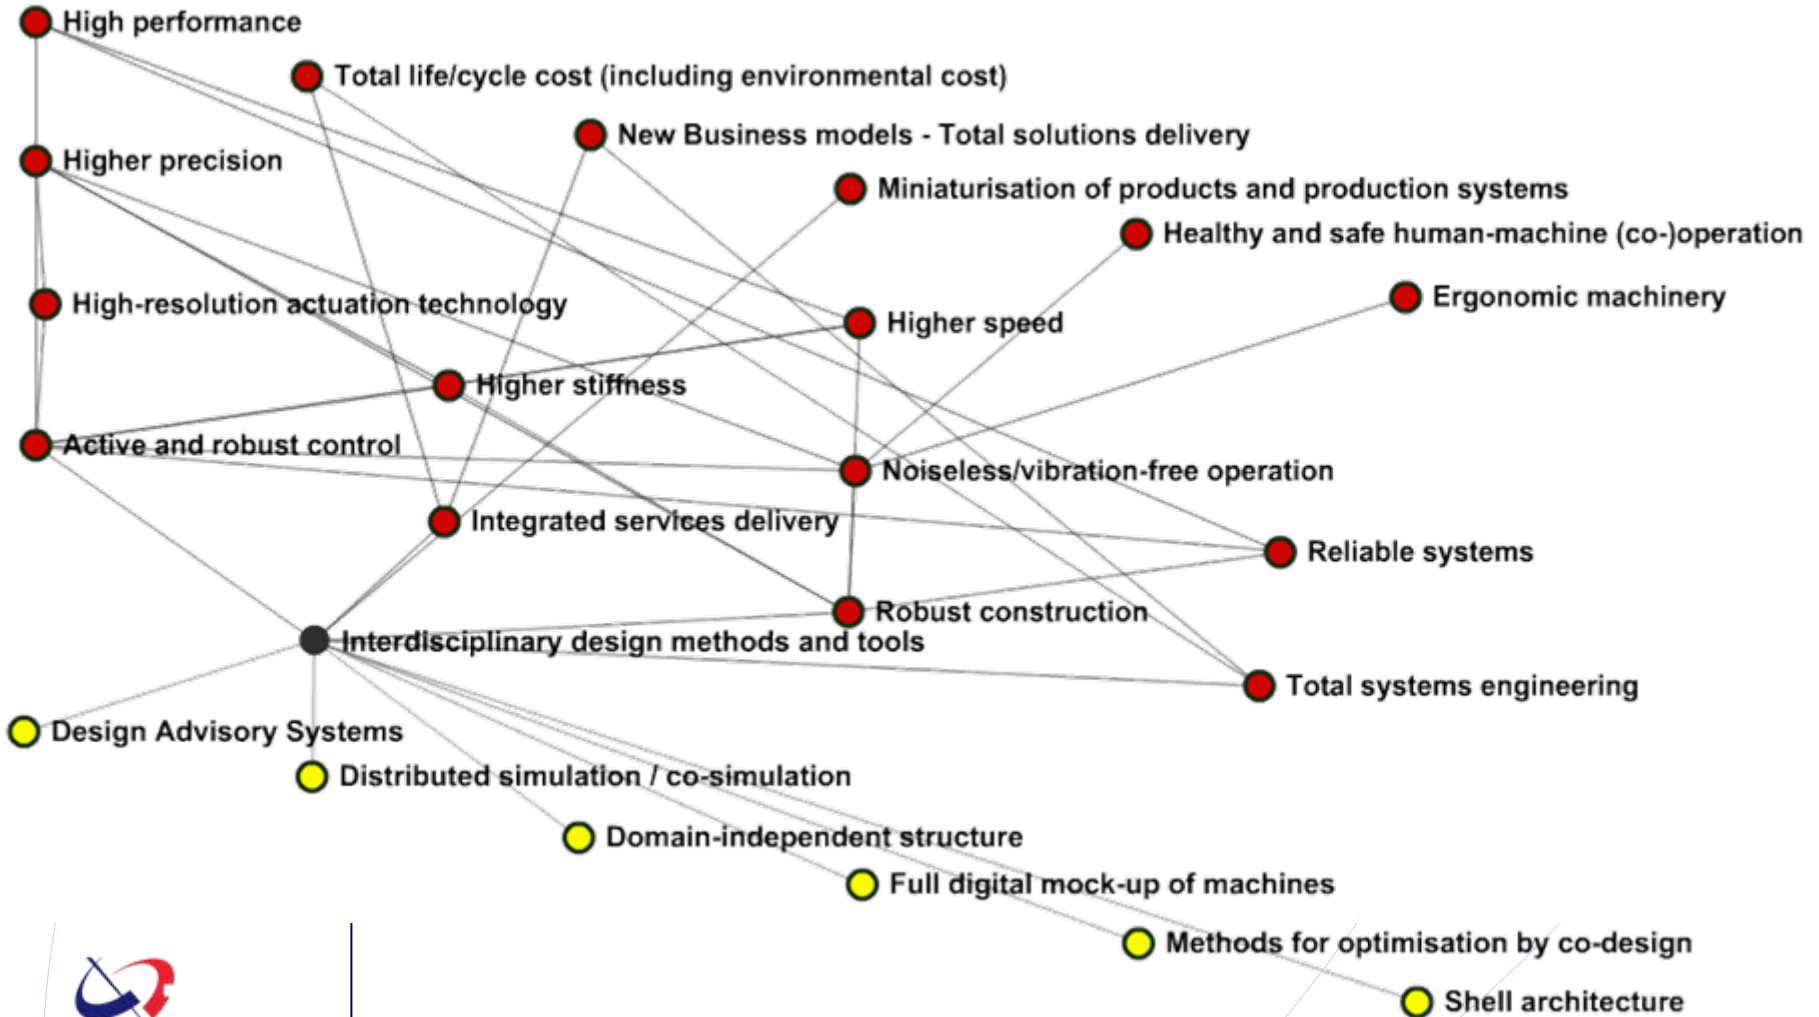 High performance
Total life/cycle cost (including environmental cost)
New Business models - Total solutions delivery
Higher precision
Miniaturisation of products and production systems
Healthy and safe human-machine (co-)operation
Ergonomic machinery
High-resolution actuation technology
Higher speed
Higher stiffness
Active and robust control
Noiseless/vibration-free operation
Integrated services delivery
Reliable systems
Robust construction
Interdisciplinary design methods and tools
Total systems engineering
Design Advisory Systems
Distributed simulation / co-simulation
Domain-independent structure
Full digital mock-up of machines
Methods for optimisation by co-design
Shell architecture